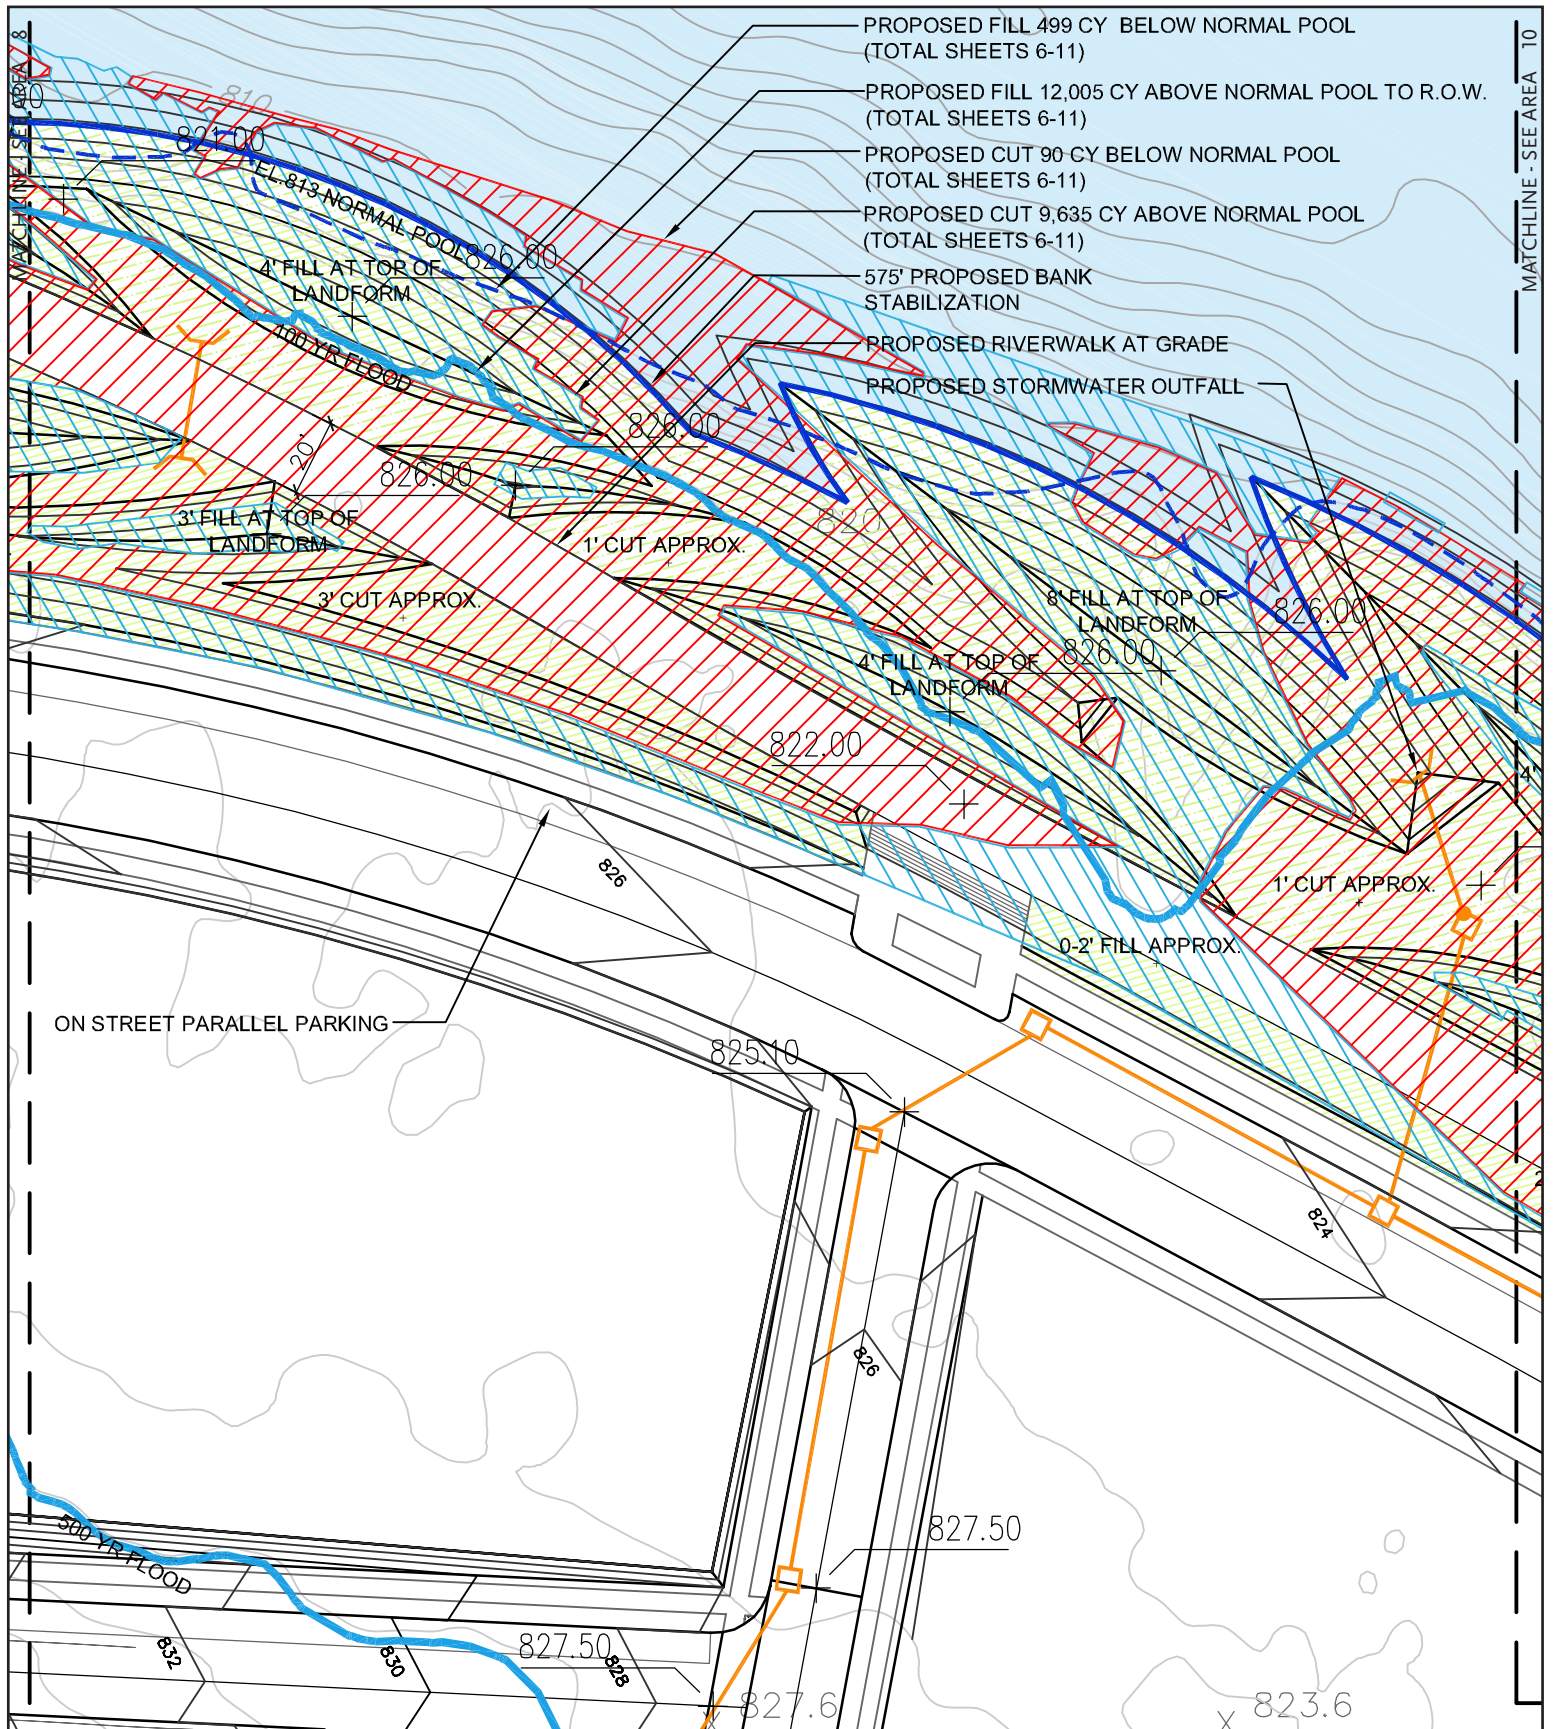 PROPOSED FILL 499 CY  BELOW NORMAL POOL
(TOTAL SHEETS 6-11)
PROPOSED FILL 12,005 CY ABOVE NORMAL POOL TO R.O.W.
(TOTAL SHEETS 6-11)
PROPOSED CUT 90 CY BELOW NORMAL POOL
(TOTAL SHEETS 6-11)
PROPOSED CUT 9,635 CY ABOVE NORMAL POOL
(TOTAL SHEETS 6-11)
575' PROPOSED BANK
STABILIZATION
PROPOSED RIVERWALK AT GRADE
PROPOSED STORMWATER OUTFALL
MATCHLINE - SEE AREA 8
MATCHLINE - SEE AREA 10
810
821.00
EL.813 NORMAL POOL
826.00
4' FILL AT TOP OF
LANDFORM
100 YR FLOOD
826.00
826.00
20'
3' FILL AT TOP OF
LANDFORM
820
1' CUT APPROX.
3' CUT APPROX.
8' FILL AT TOP OF
LANDFORM
826.00
826.00
4' FILL AT TOP OF
LANDFORM
822.00
4'
826
1' CUT APPROX.
0-2' FILL APPROX.
ON STREET PARALLEL PARKING
825.10
824
826
827.50
500 YR FLOOD
827.50
832
830
828
827.6
823.6